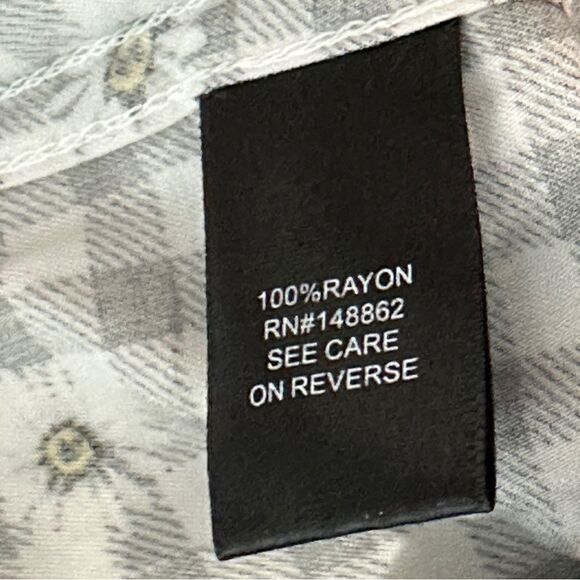 100%RAYON
RN#148862
SEE CARE
ON REVERSE